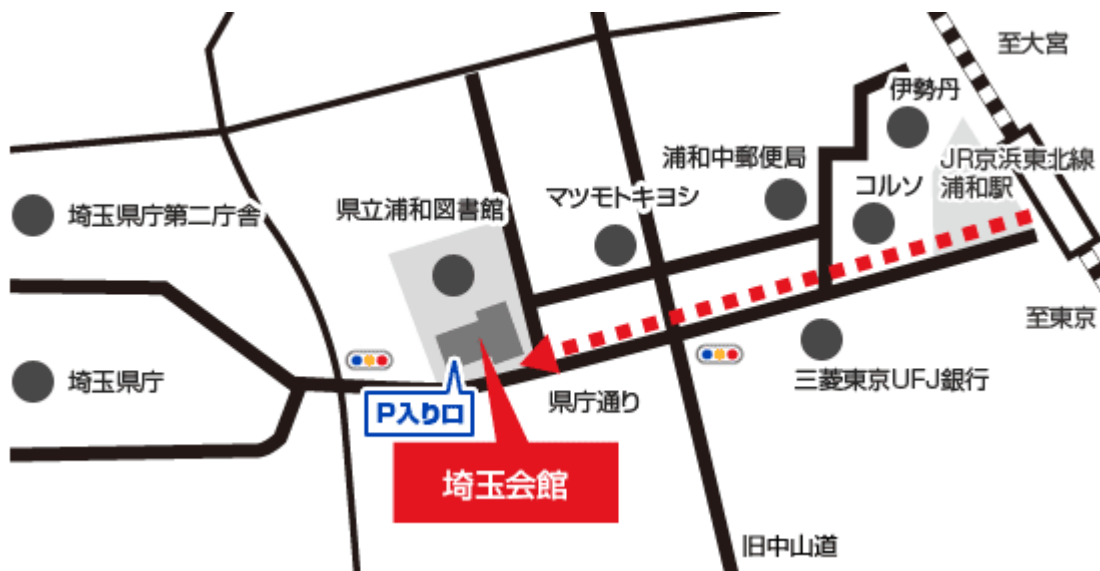 至大宮
伊勢丹
JR京浜東北線
浦和駅
浦和中郵便局
コルソ
マツモトキヨシ
県立浦和図書館
埼玉県庁第二庁舎
至東京
埼玉県庁
三菱東京UFJ銀行
県庁通り
P入り口
埼玉会館
旧中山道